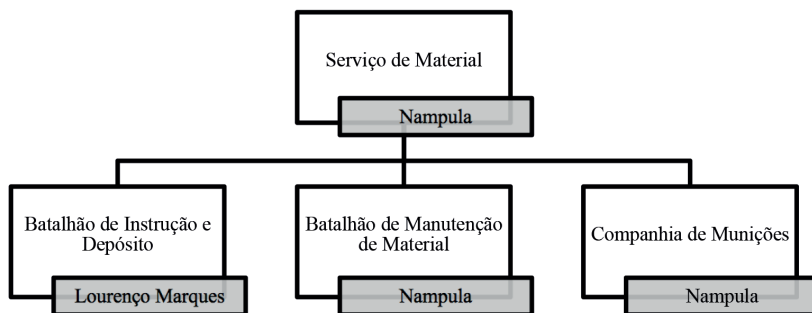 Serviço de Material
Nampula
Batalhão de Instrução e
Depósito
Lourenço Marques
Batalhão de Manutenção
de Material
Nampula
Companhia de Munições
Nampula